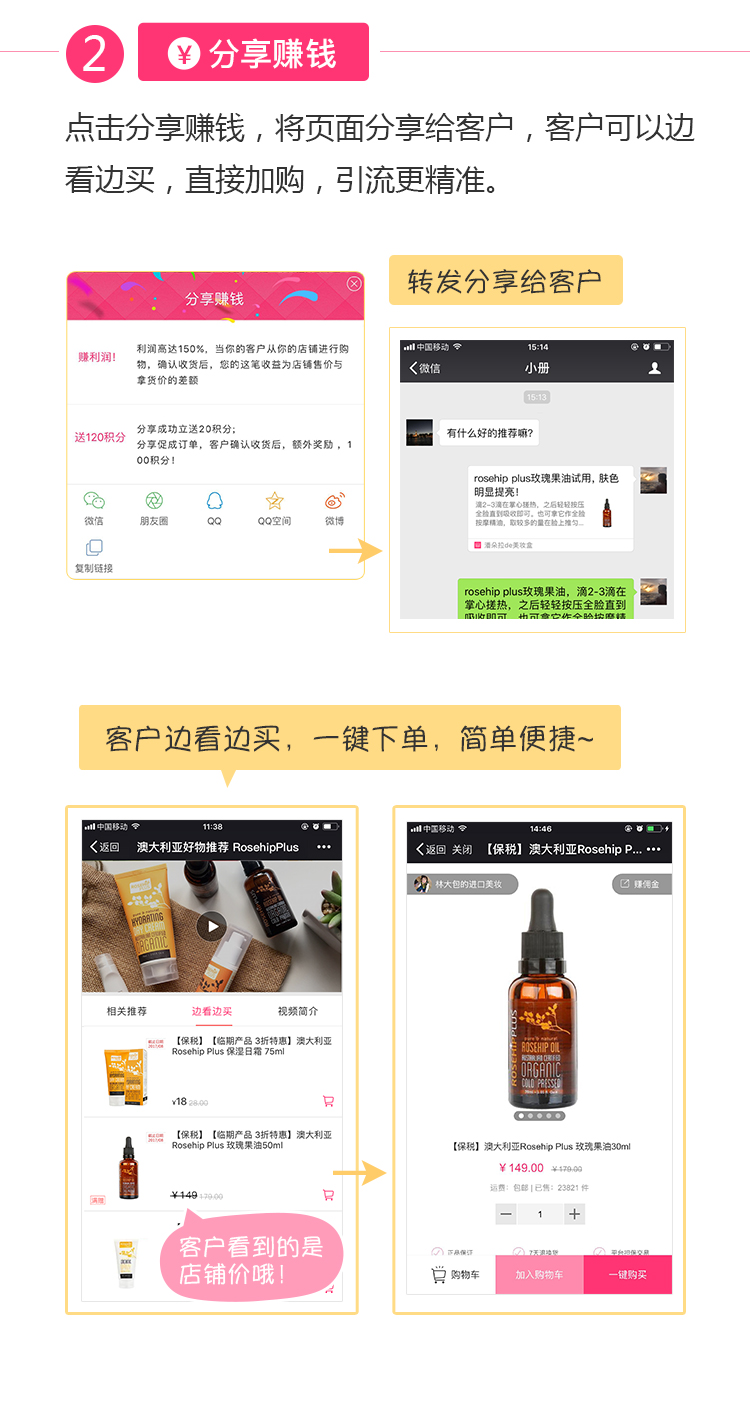 2
¥ 分享赚钱
点击分享赚钱，将页面分享给客户，客户可以边
看边买，直接加购，引流更精准。
分享赚钱
赚利润!
利润高达150%，当你的客户从你的店铺进行购
物，确认收货后，您的这笔收益为店铺售价与
拿货价的差额
送120积分
分享成功立送20积分;
分享促成订单，客户确认收货后，额外奖励，1
00积分!
微信
朋友圈
QQ
QQ空间
微博
复制链接
转发分享给客户
中国移动
15:14
微信
小册
15:13
有什么好的推荐嘛?
rosehip plus玫瑰果油试用，肤色
明显提亮!
滴2-3滴在掌心搓热，之后轻轻按压
全脸直到吸收即可。也可拿它作全脸
按摩精油，取较多的量在脸上推匀...
潘朵拉de美妆盒
rosehip plus玫瑰果油，滴2-3滴在
掌心搓热，之后轻轻按压全脸直到
吸收即可，也可拿它作全脸按摩精
客户边看边买，一键下单，简单便捷~
中国移动
11:38
返回
澳大利亚好物推荐 RosehipPlus
HYDRATING
ORGANIC
相关推荐
边看边买
视频简介
【保税】【临期产品 3折特惠】澳大利亚
Rosehip Plus 保湿日霜 75ml
¥18 28.00
【保税】【临期产品 3折特惠】澳大利亚
Rosehip Plus 玫瑰果油50ml
满赠
¥149 179.00
客户看到的是
店铺价哦!
中国移动
14:46
返回 关闭 【保税】澳大利亚Rosehip P...
林大包的进口美妆
赚佣金
ROSEHIPPLUS
pure n natural
ROSEHIP OIL
AUSTRALIAN CERTIFIED
ORGANIC
COLD PRESSED
【保税】澳大利亚Rosehip Plus 玫瑰果油30ml
¥149.00 ¥179.00
运费：包邮 | 已售：23821 件
— 1 +
正品保证
7天退换货
平台担保交易
购物车
加入购物车
一键购买